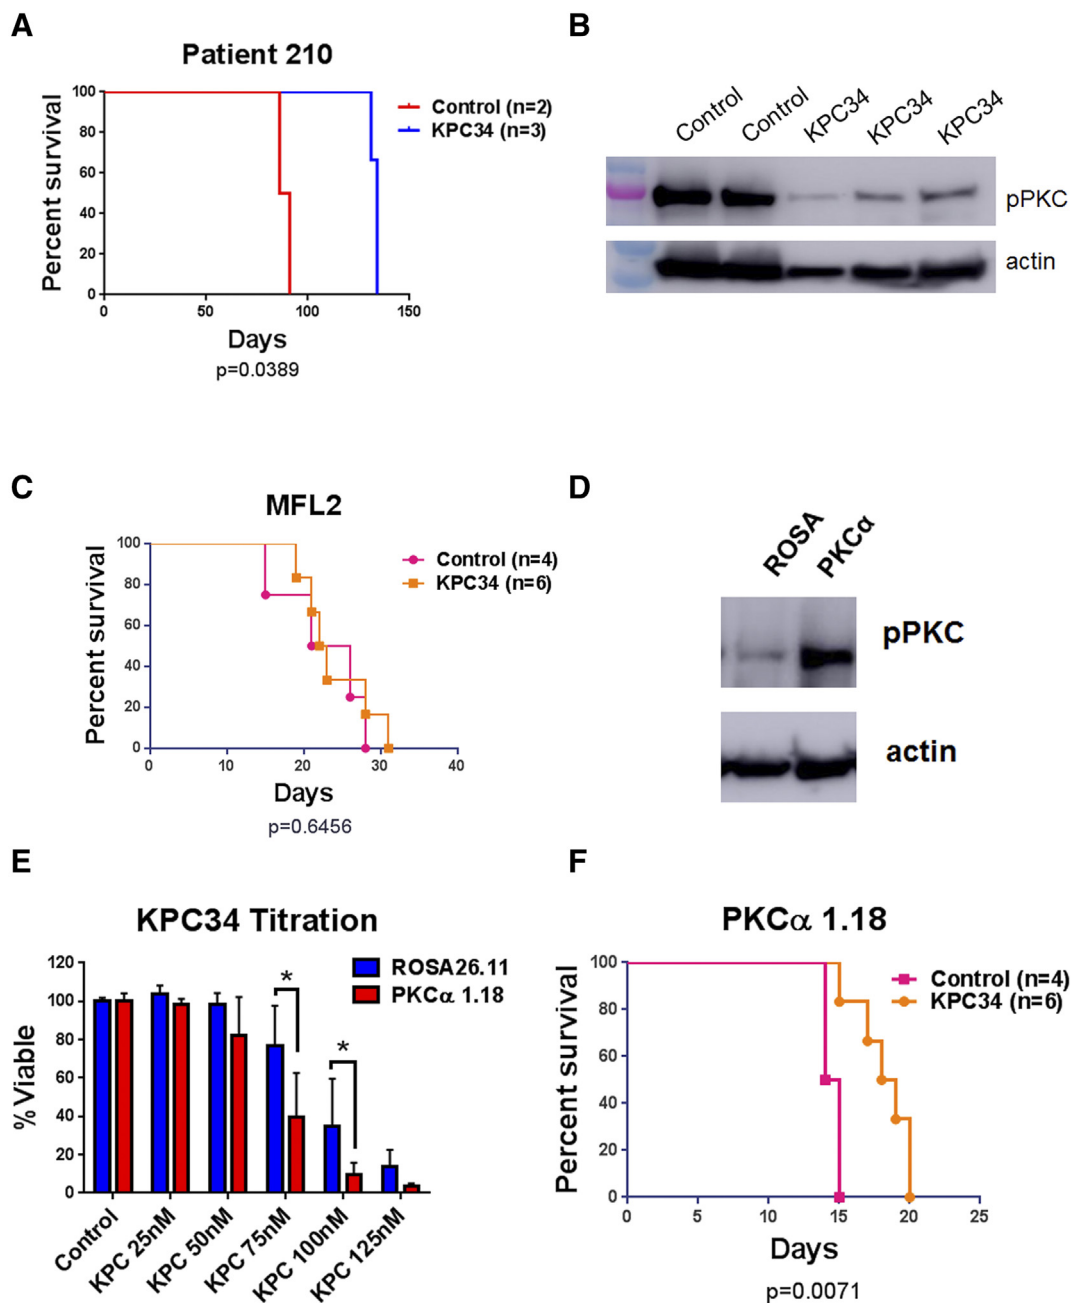 A
Patient 210
Percent survival
100
80
60
40
20
0
0 50 100 150
Days
p=0.0389
Control (n=2)
KPC34 (n=3)
B
Control Control KPC34 KPC34 KPC34
pPKC
actin
C
MFL2
Percent survival
100
80
60
40
20
0
0 10 20 30 40
Days
p=0.6456
Control (n=4)
KPC34 (n=6)
D
ROSA PKCα
pPKC
actin
E
KPC34 Titration
% Viable
120
100
80
60
40
20
0
* *
ROSA26.11
PKCα 1.18
Control KPC 25nM KPC 50nM KPC 75nM KPC 100nM KPC 125nM
F
PKCα 1.18
Percent survival
100
80
60
40
20
0
0 5 10 15 20 25
Days
p=0.0071
Control (n=4)
KPC34 (n=6)